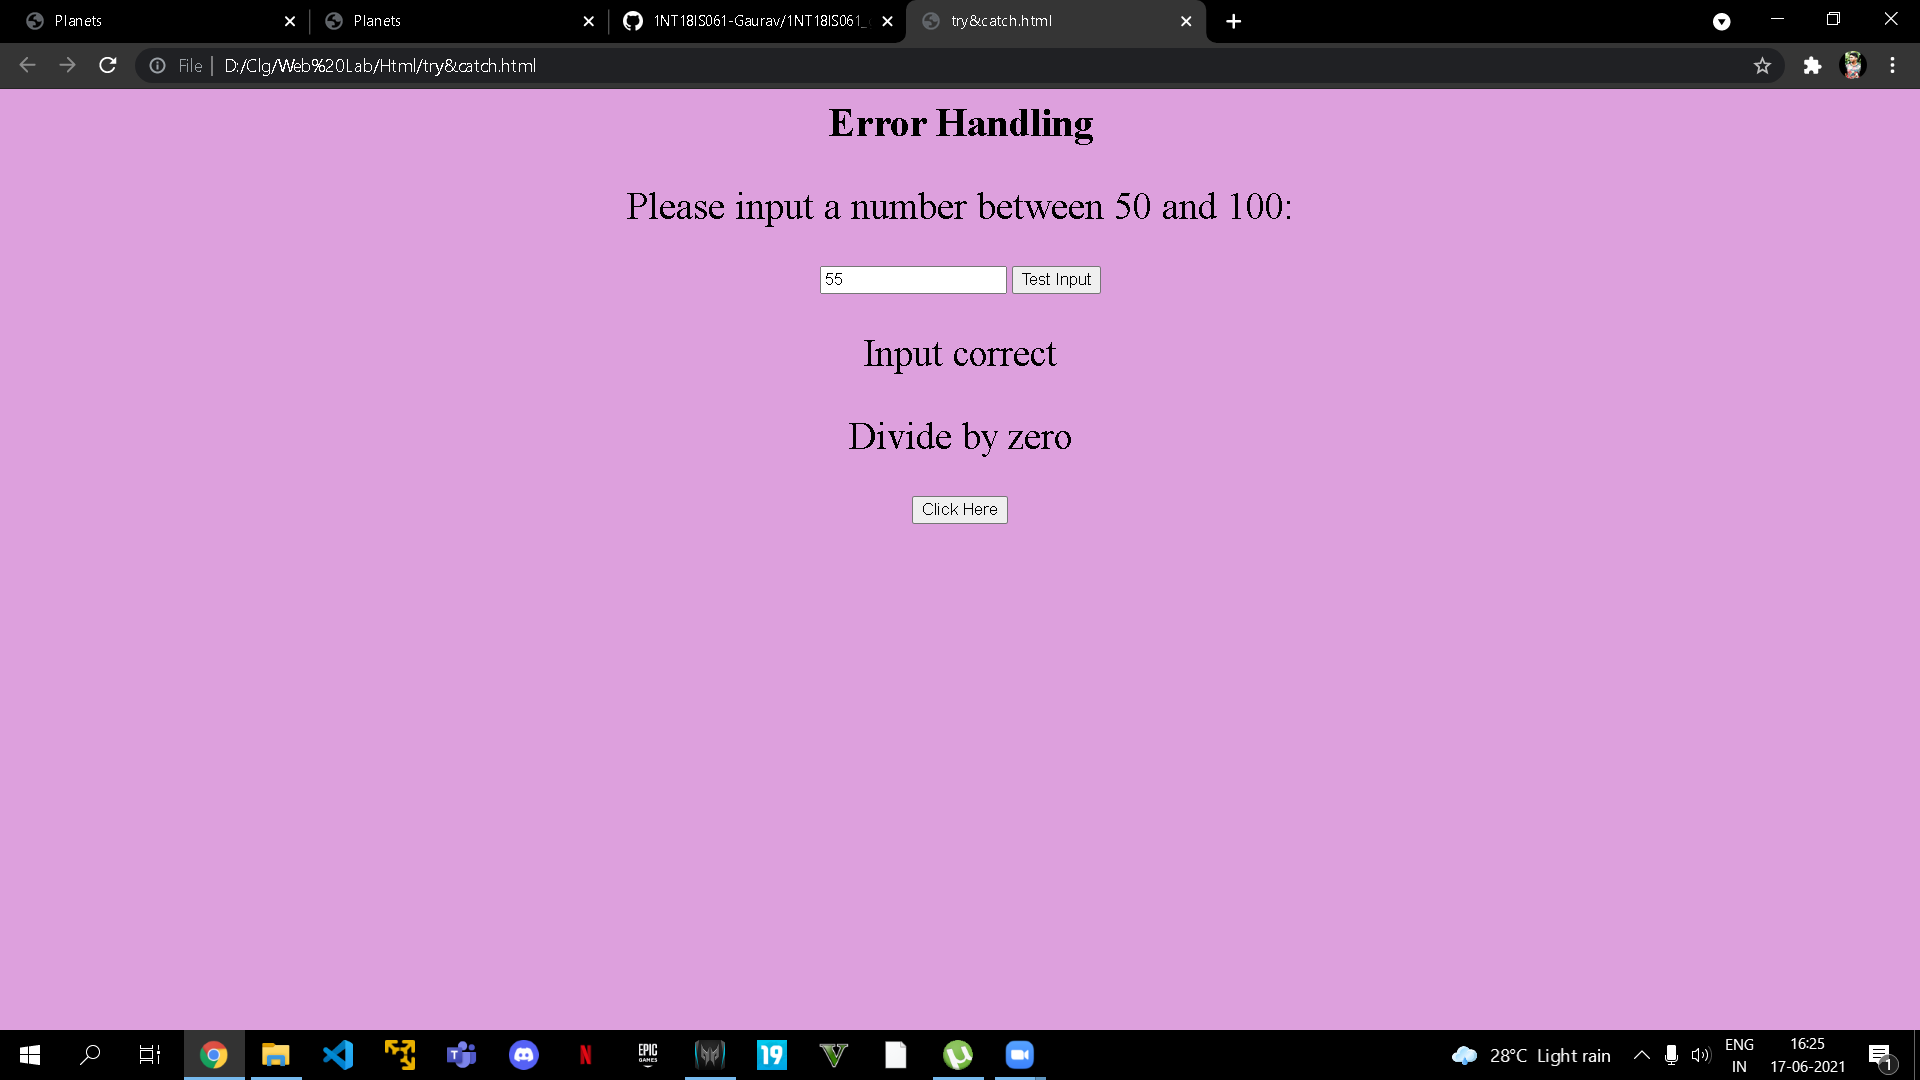 Planets
Planets
1NT18IS061-Gaurav/1NT18IS061_
try&catch.html
File | D:/Clg/Web%20Lab/Html/try&catch.html
Error Handling
Please input a number between 50 and 100:
55 Test Input
Input correct
Divide by zero
Click Here
T
N
EPIC
GAMES
19
V
28°C Light rain
ENG
IN
16:25
17-06-2021
1